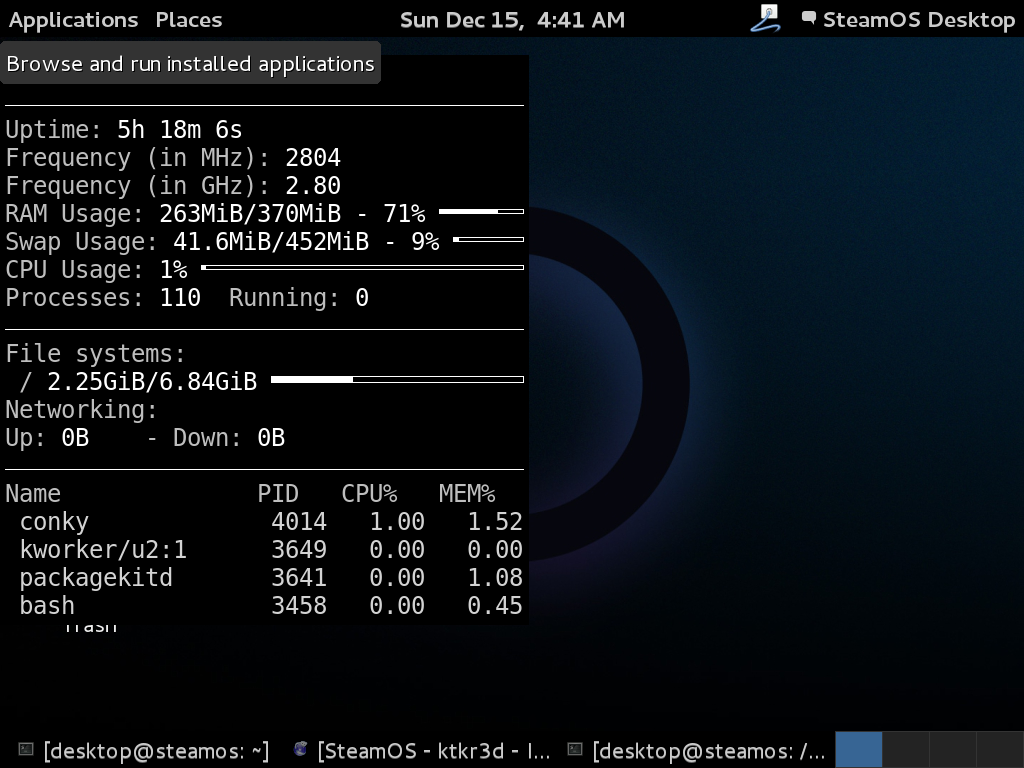 Applications Places Sun Dec 15, 4:41 AM SteamOS Desktop
Browse and run installed applications
Uptime: 5h 18m 6s
Frequency (in MHz): 2804
Frequency (in GHz): 2.80
RAM Usage: 263MiB/370MiB - 71%
Swap Usage: 41.6MiB/452MiB - 9%
CPU Usage: 1%
Processes: 110 Running: 0
File systems:
/ 2.25GiB/6.84GiB
Networking:
Up: 0B - Down: 0B
Name PID CPU% MEM%
conky 4014 1.00 1.52
kworker/u2:1 3649 0.00 0.00
packagekitd 3641 0.00 1.08
bash 3458 0.00 0.45
Trash
[desktop@steamos: ~] [SteamOS - ktkr3d - I... [desktop@steamos: /...